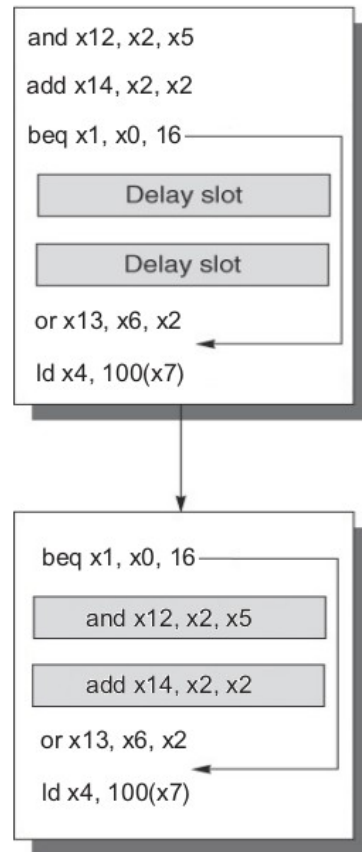 and x12, x2, x5
add x14, x2, x2
beq x1, x0, 16
Delay slot
Delay slot
or x13, x6, x2
ld x4, 100(x7)
beq x1, x0, 16
and x12, x2, x5
add x14, x2, x2
or x13, x6, x2
ld x4, 100(x7)